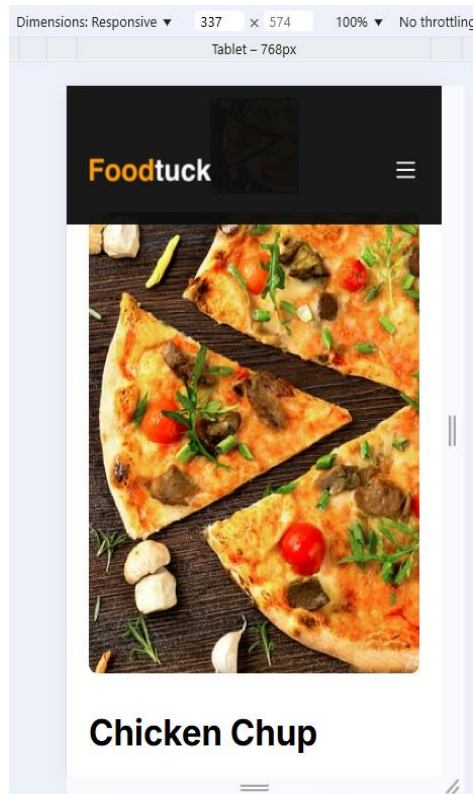 Dimensions: Responsive ▼ 337 × 574 100% ▼ No throttling
Tablet – 768px
Foodtuck
Chicken Chup